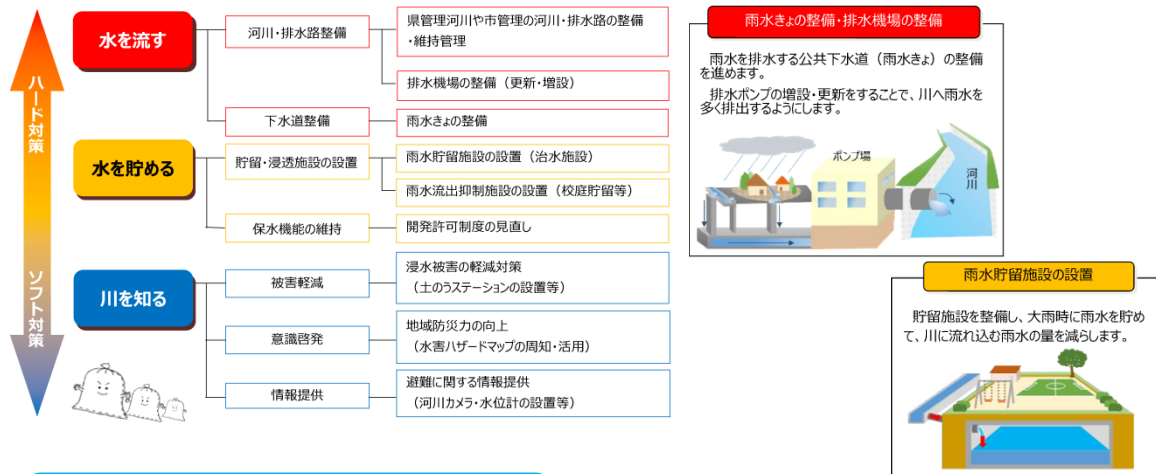 ハード対策
ソフト対策
水を流す
河川・排水路整備
県管理河川や市管理の河川・排水路の整備
・維持管理
排水機場の整備（更新・増設）
下水道整備
雨水きょの整備
水を貯める
貯留・浸透施設の設置
雨水貯留施設の設置（治水施設）
雨水流出抑制施設の設置（校庭貯留等）
保水機能の維持
開発許可制度の見直し
川を知る
被害軽減
浸水被害の軽減対策
（土のうステーションの設置等）
意識啓発
地域防災力の向上
（水害ハザードマップの周知・活用）
情報提供
避難に関する情報提供
（河川カメラ・水位計の設置等）
雨水きょの整備・排水機場の整備
雨水を排水する公共下水道（雨水きょ）の整備
を進めます。
排水ポンプの増設・更新をすることで、川へ雨水を
多く排出するようにします。
ポンプ場
河川
雨水貯留施設の設置
貯留施設を整備し、大雨時に雨水を貯め
て、川に流れ込む雨水の量を減らします。